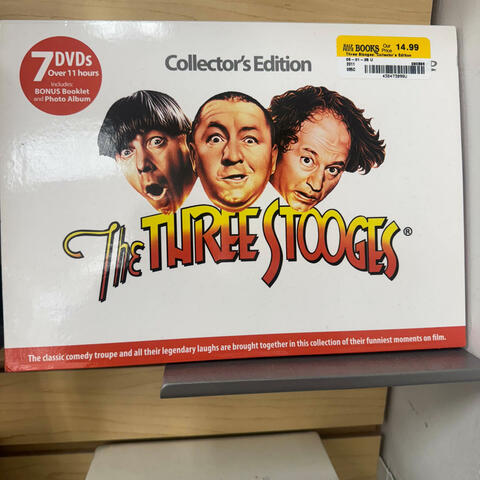 7 DVDs
Over 11 hours
Includes:
BONUS Booklet
and Photo Album
Collector's Edition
HALF PRICE BOOKS Our Price 14.99
Three Stooges: Collector's Edition
The THREE STOOGES®
The classic comedy troupe and all their legendary laughs are brought together in this collection of their funniest moments on film.